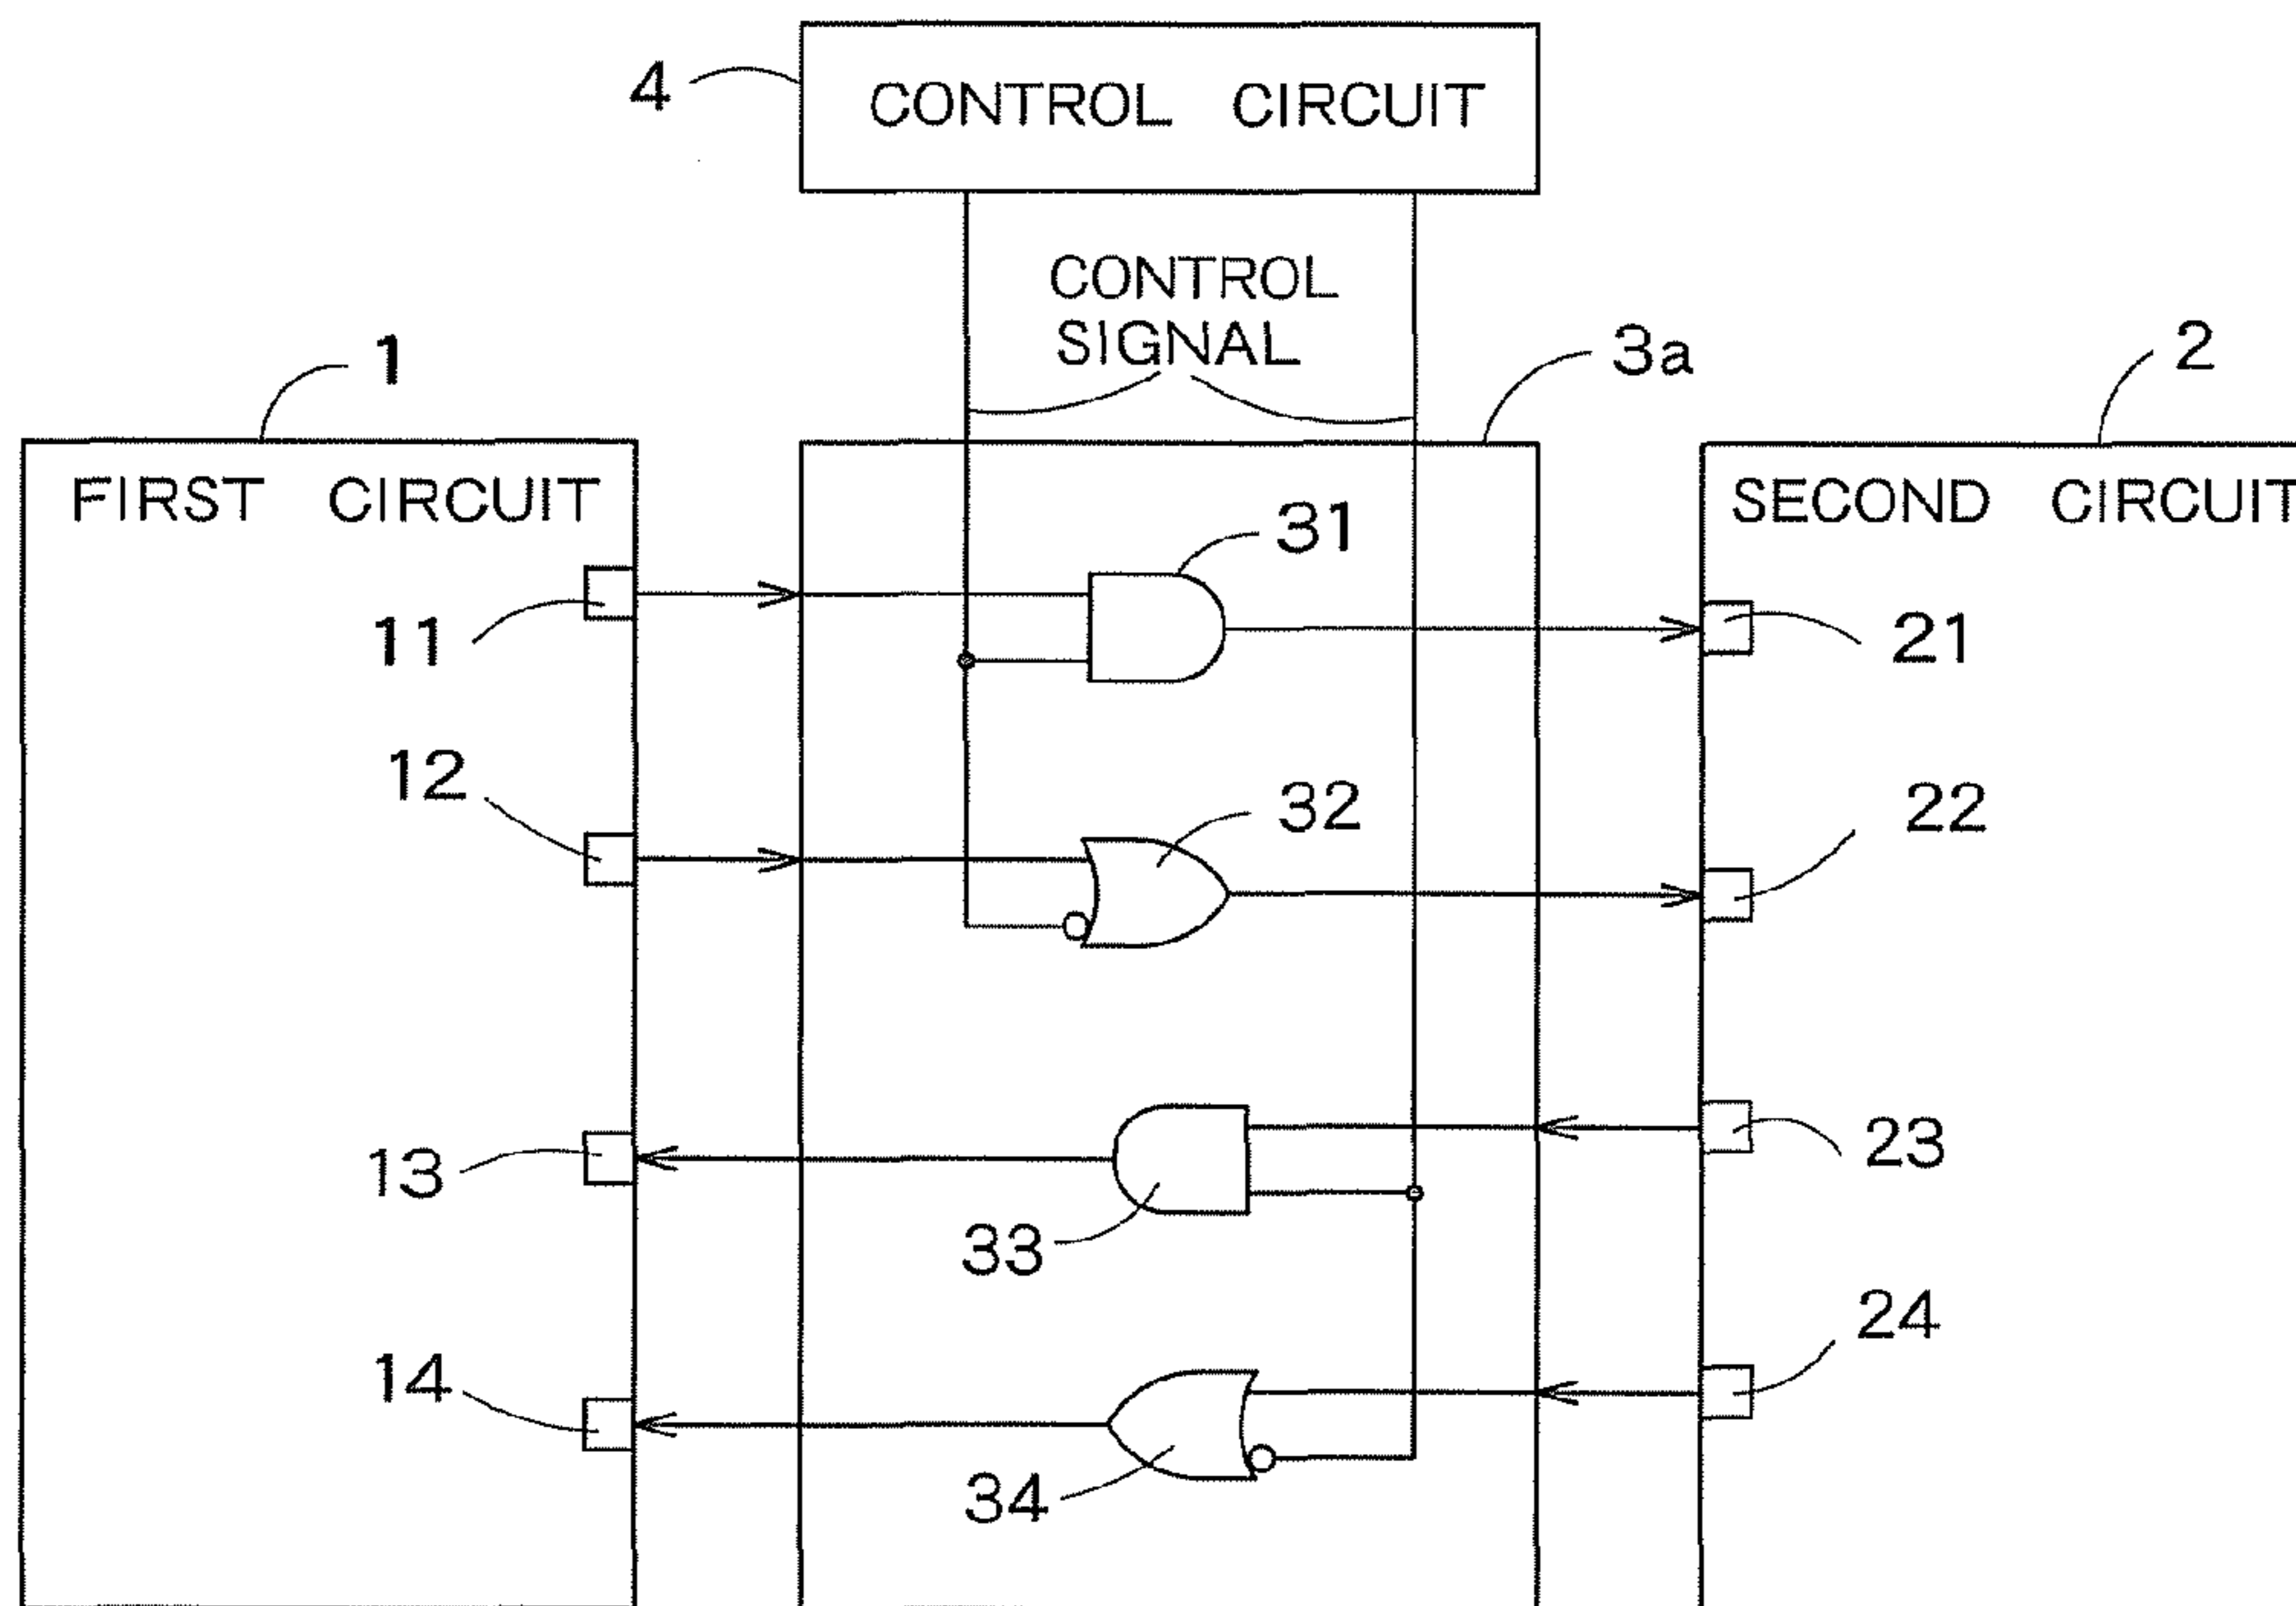 4
CONTROL CIRCUIT
CONTROL
SIGNAL
1
3a
2
FIRST CIRCUIT
SECOND CIRCUIT
31
11
21
12
32
22
13
33
23
14
34
24